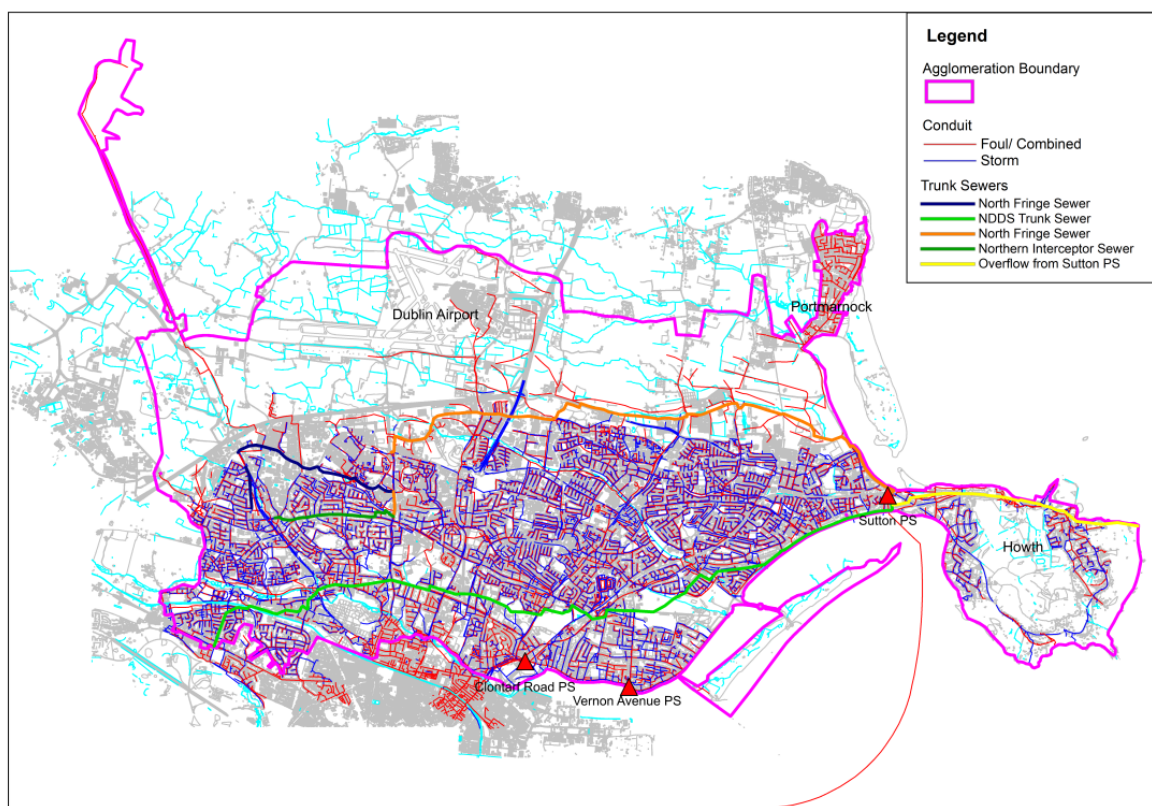 Legend
Agglomeration Boundary
Conduit
Foul/ Combined
Storm
Trunk Sewers
North Fringe Sewer
NDDS Trunk Sewer
North Fringe Sewer
Northern Interceptor Sewer
Overflow from Sutton PS
Portmarnock
Dublin Airport
Sutton PS
Howth
Clontarf Road PS
Vernon Avenue PS